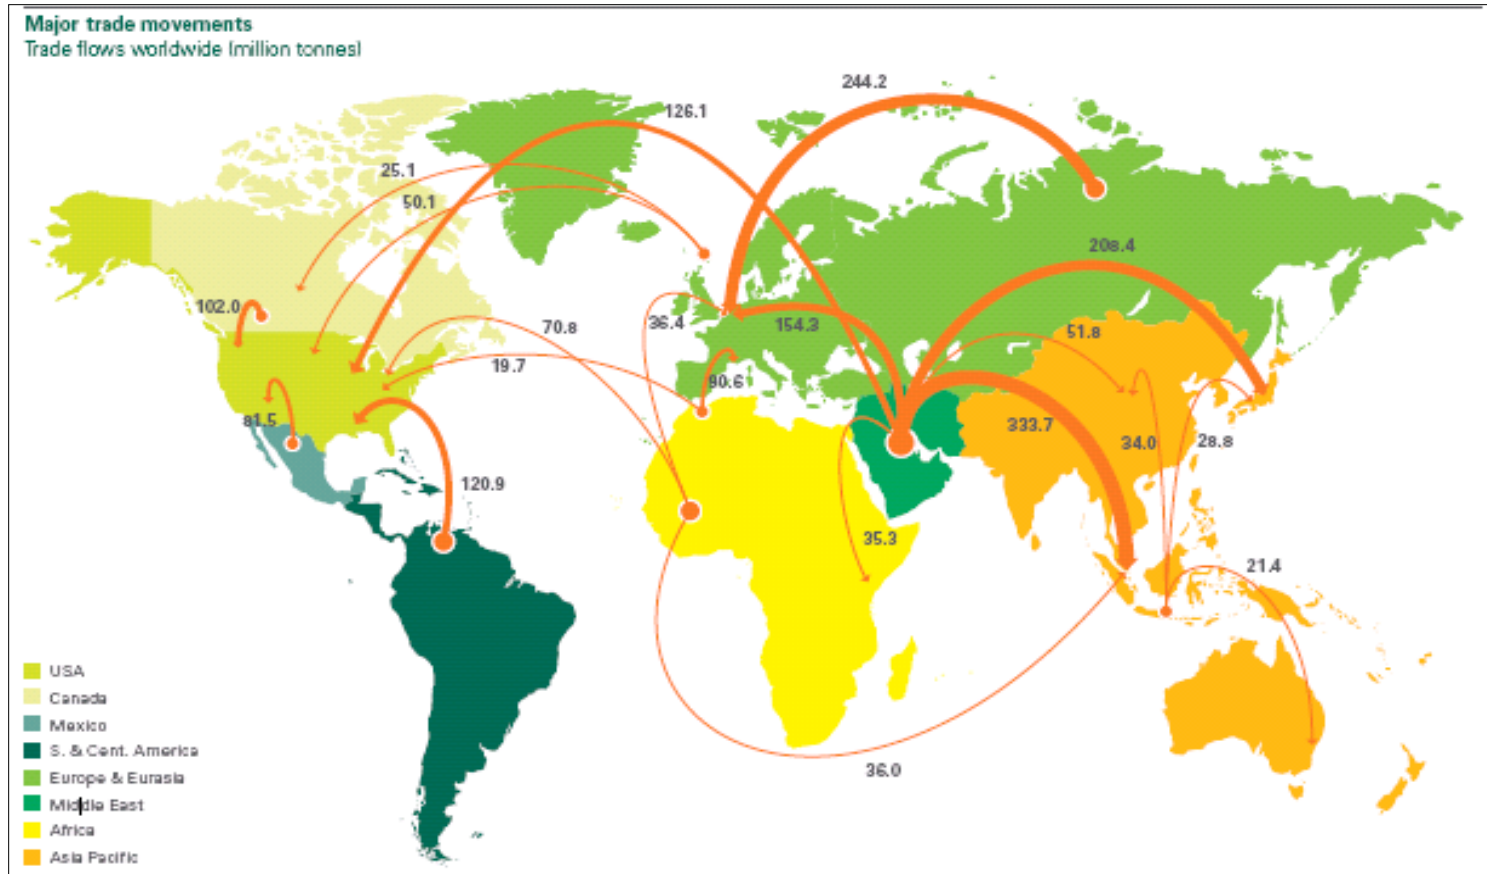 Major trade movements
Trade flows worldwide (million tonnes)
244.2
126.1
25.1
50.1
208.4
102.0
70.8
36.4
154.3
51.8
19.7
90.6
81.5
333.7
34.0
28.8
120.9
35.3
21.4
36.0
USA
Canada
Mexico
S. & Cent. America
Europe & Eurasia
Middle East
Africa
Asia Pacific